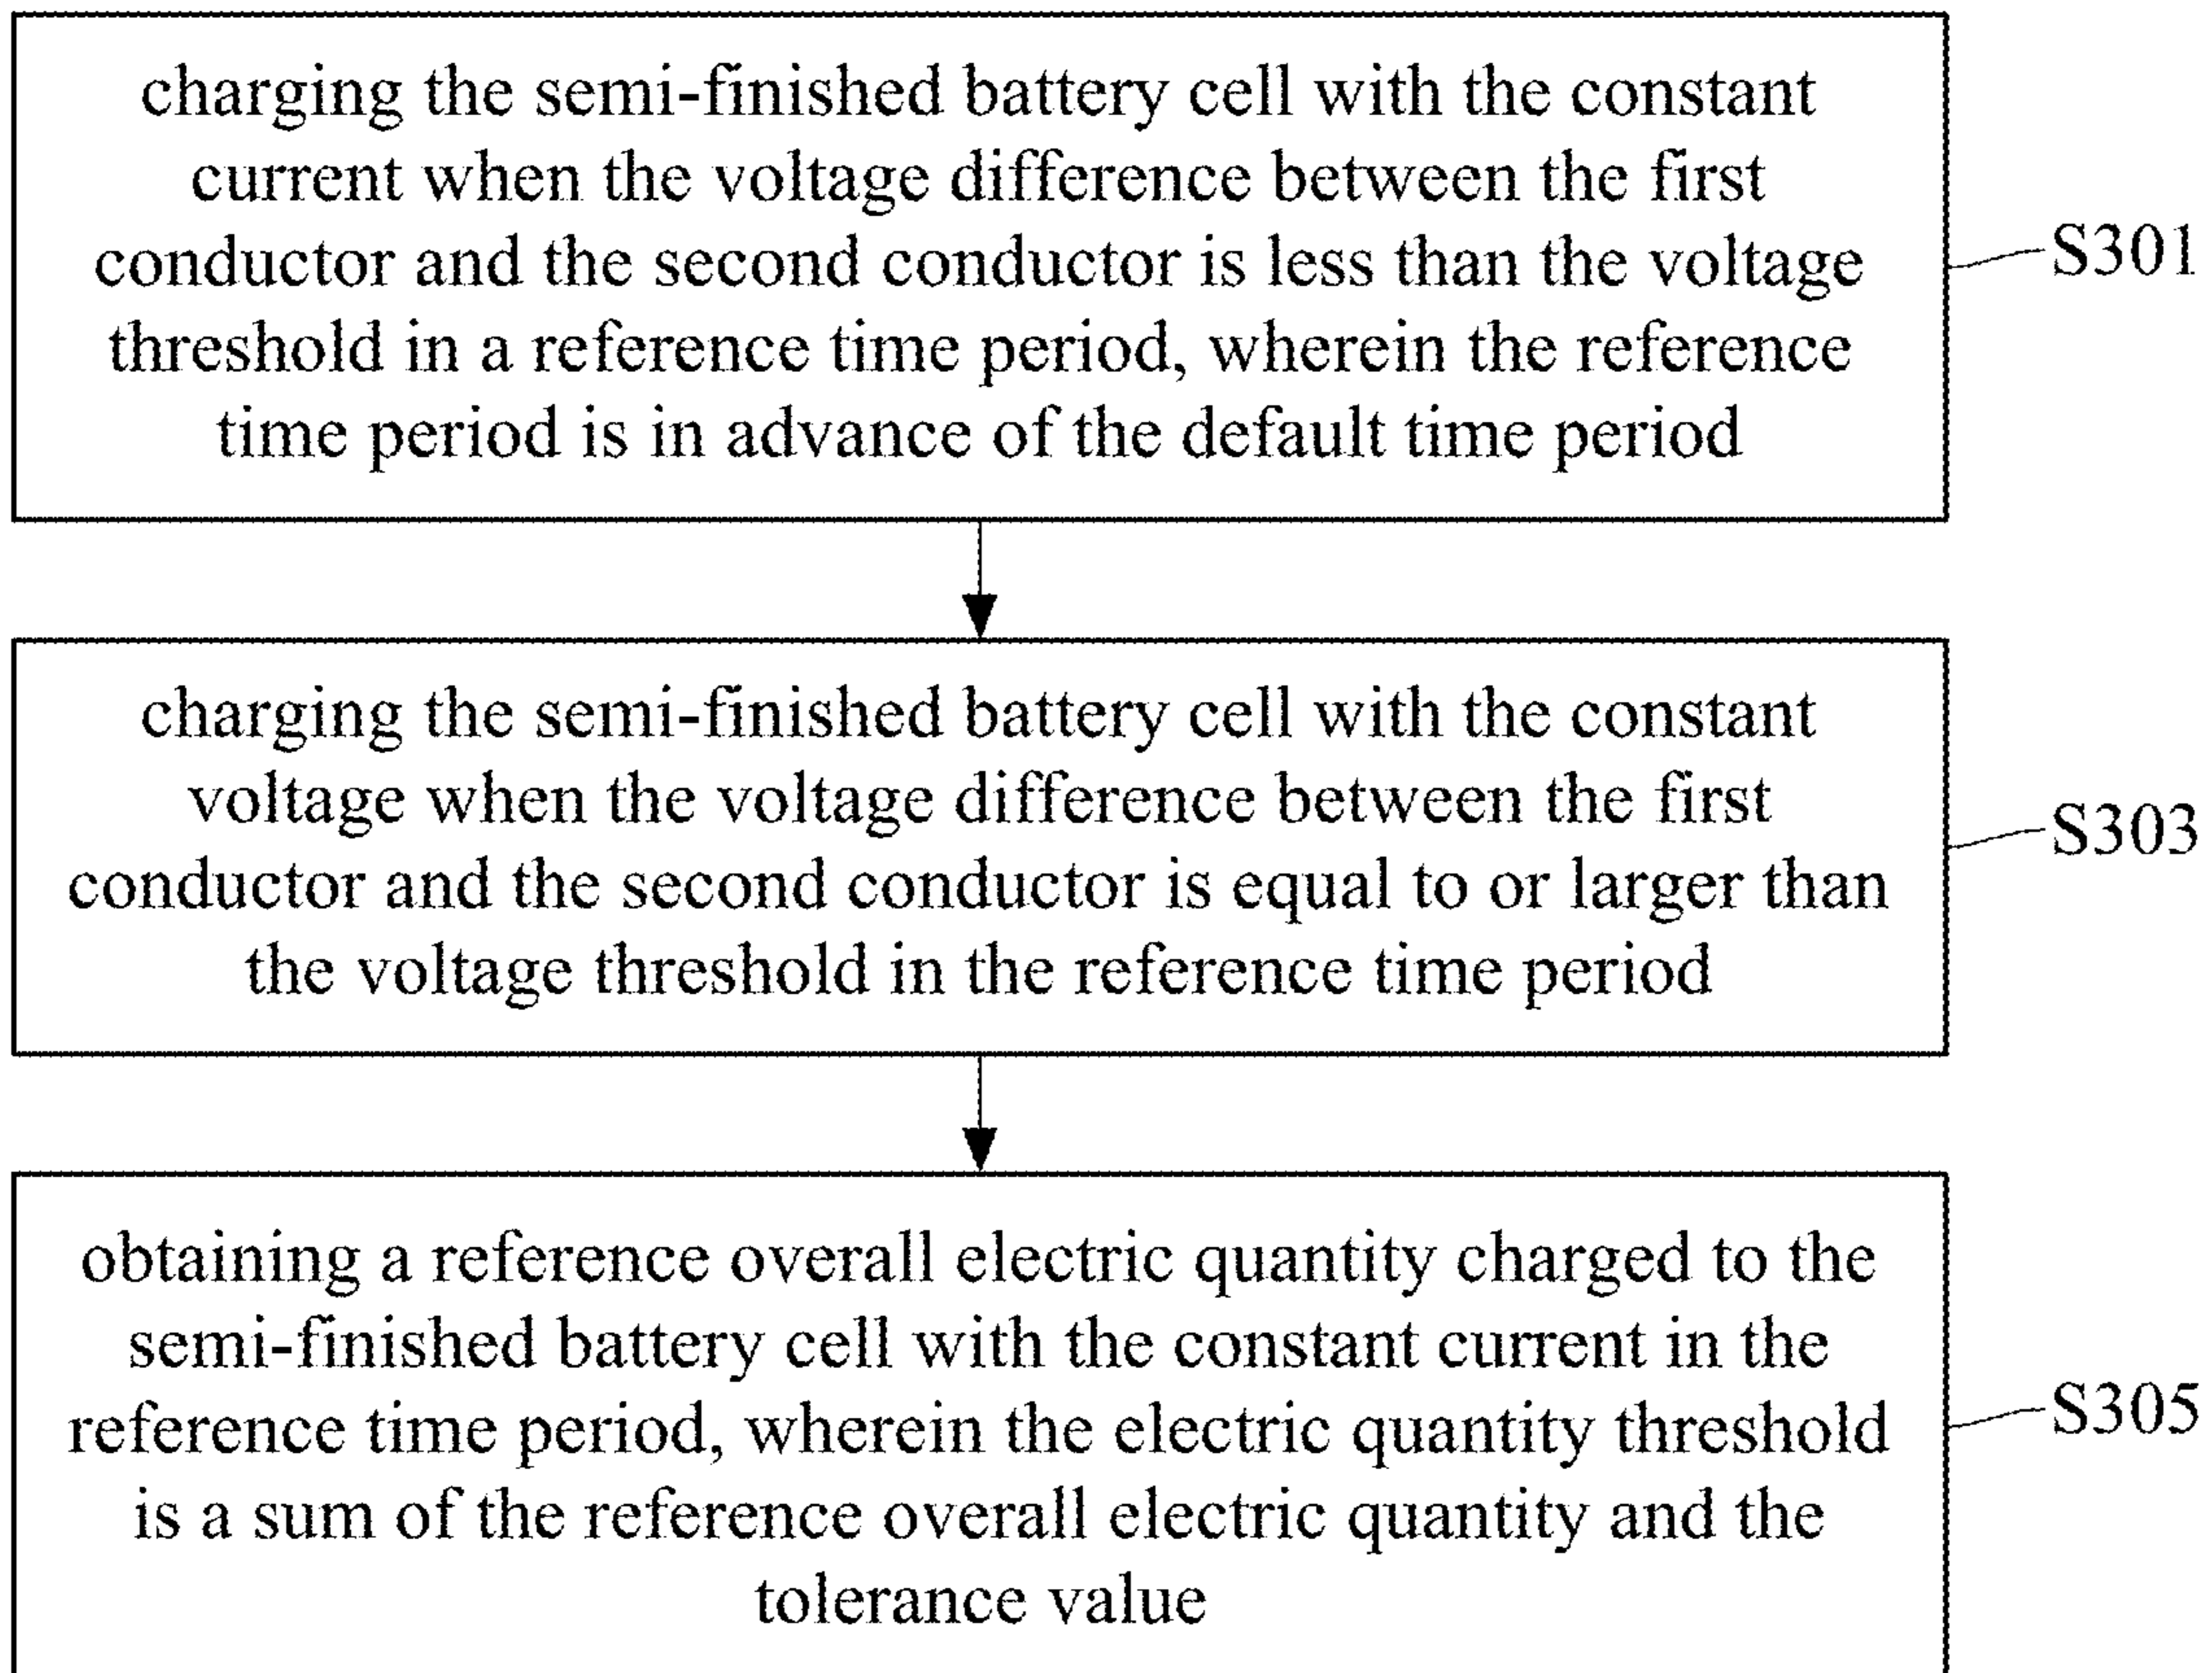 charging the semi-finished battery cell with the constant
current when the voltage difference between the first
conductor and the second conductor is less than the voltage
threshold in a reference time period, wherein the reference
time period is in advance of the default time period
S301
charging the semi-finished battery cell with the constant
voltage when the voltage difference between the first
conductor and the second conductor is equal to or larger than
the voltage threshold in the reference time period
S303
obtaining a reference overall electric quantity charged to the
semi-finished battery cell with the constant current in the
reference time period, wherein the electric quantity threshold
is a sum of the reference overall electric quantity and the
tolerance value
S305